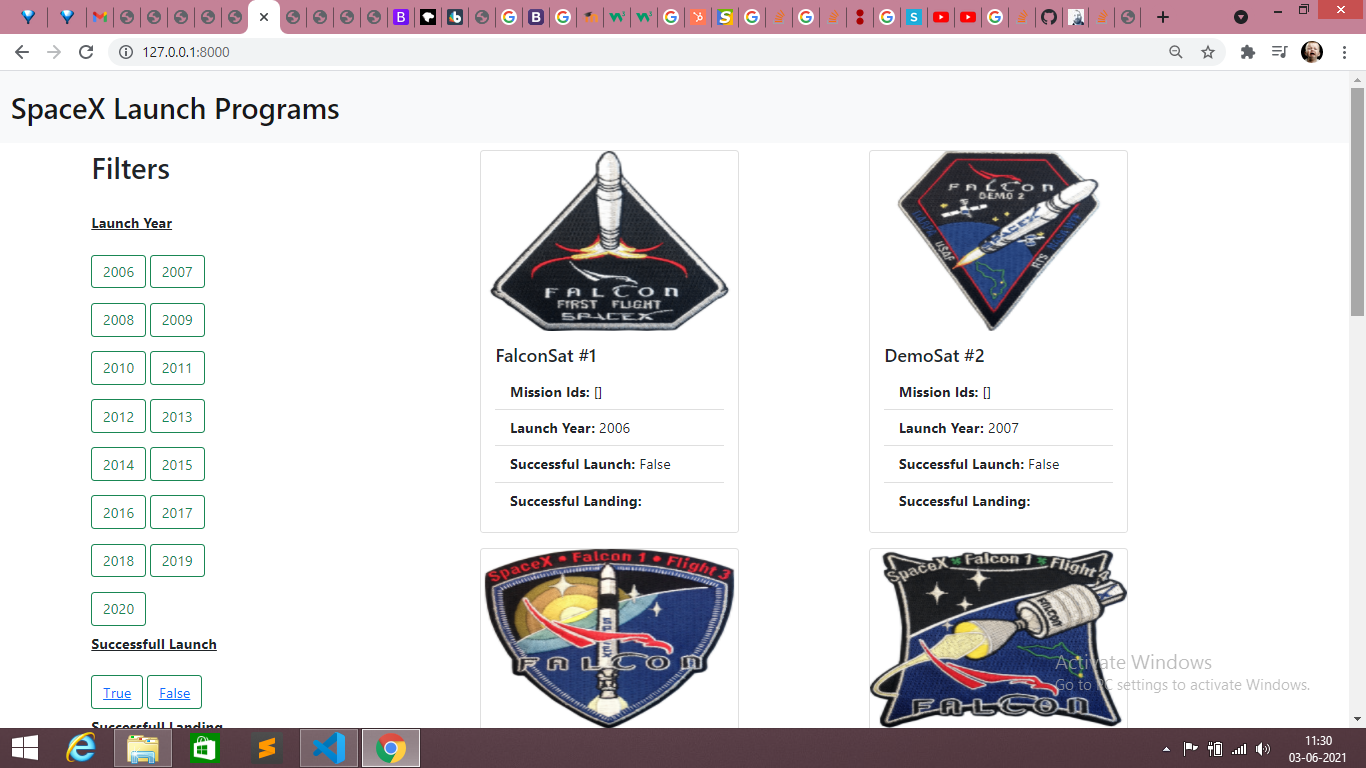 127.0.0.1:8000
SpaceX Launch Programs
Filters
Launch Year
2006 2007
2008 2009
2010 2011
2012 2013
2014 2015
2016 2017
2018 2019
2020
Successfull Launch
True False
Successfull Landing
FALCON
FIRST FLIGHT
SPACEX
FalconSat #1
Mission Ids: []
Launch Year: 2006
Successful Launch: False
Successful Landing:
FALCON
DEMO 2
SPACEX
USAF
DemoSat #2
Mission Ids: []
Launch Year: 2007
Successful Launch: False
Successful Landing:
SpaceX • Falcon 1 • Flight 3
SPACEX
FALCON
SpaceX Falcon 1 Flight 4
FALCON
FALCON
Activate Windows
Go to PC settings to activate Windows.
11:30
03-06-2021